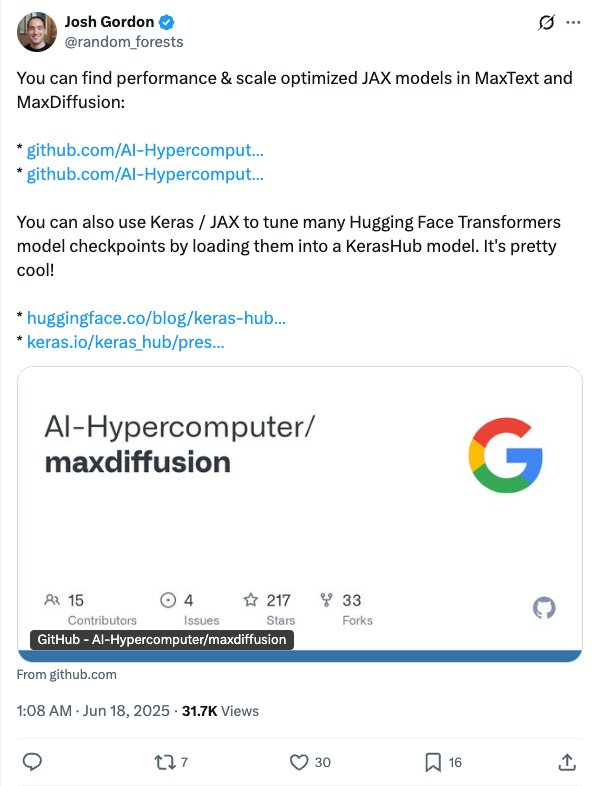 Josh Gordon
@random_forests
You can find performance & scale optimized JAX models in MaxText and
MaxDiffusion:
* github.com/AI-Hypercomput...
* github.com/AI-Hypercomput...
You can also use Keras / JAX to tune many Hugging Face Transformers
model checkpoints by loading them into a KerasHub model. It's pretty
cool!
* huggingface.co/blog/keras-hub...
* keras.io/keras_hub/pres...
AI-Hypercomputer/
maxdiffusion
15 4 217 33
Contributors Issues Stars Forks
GitHub - AI-Hypercomputer/maxdiffusion
From github.com
1:08 AM · Jun 18, 2025 · 31.7K Views
7 30 16